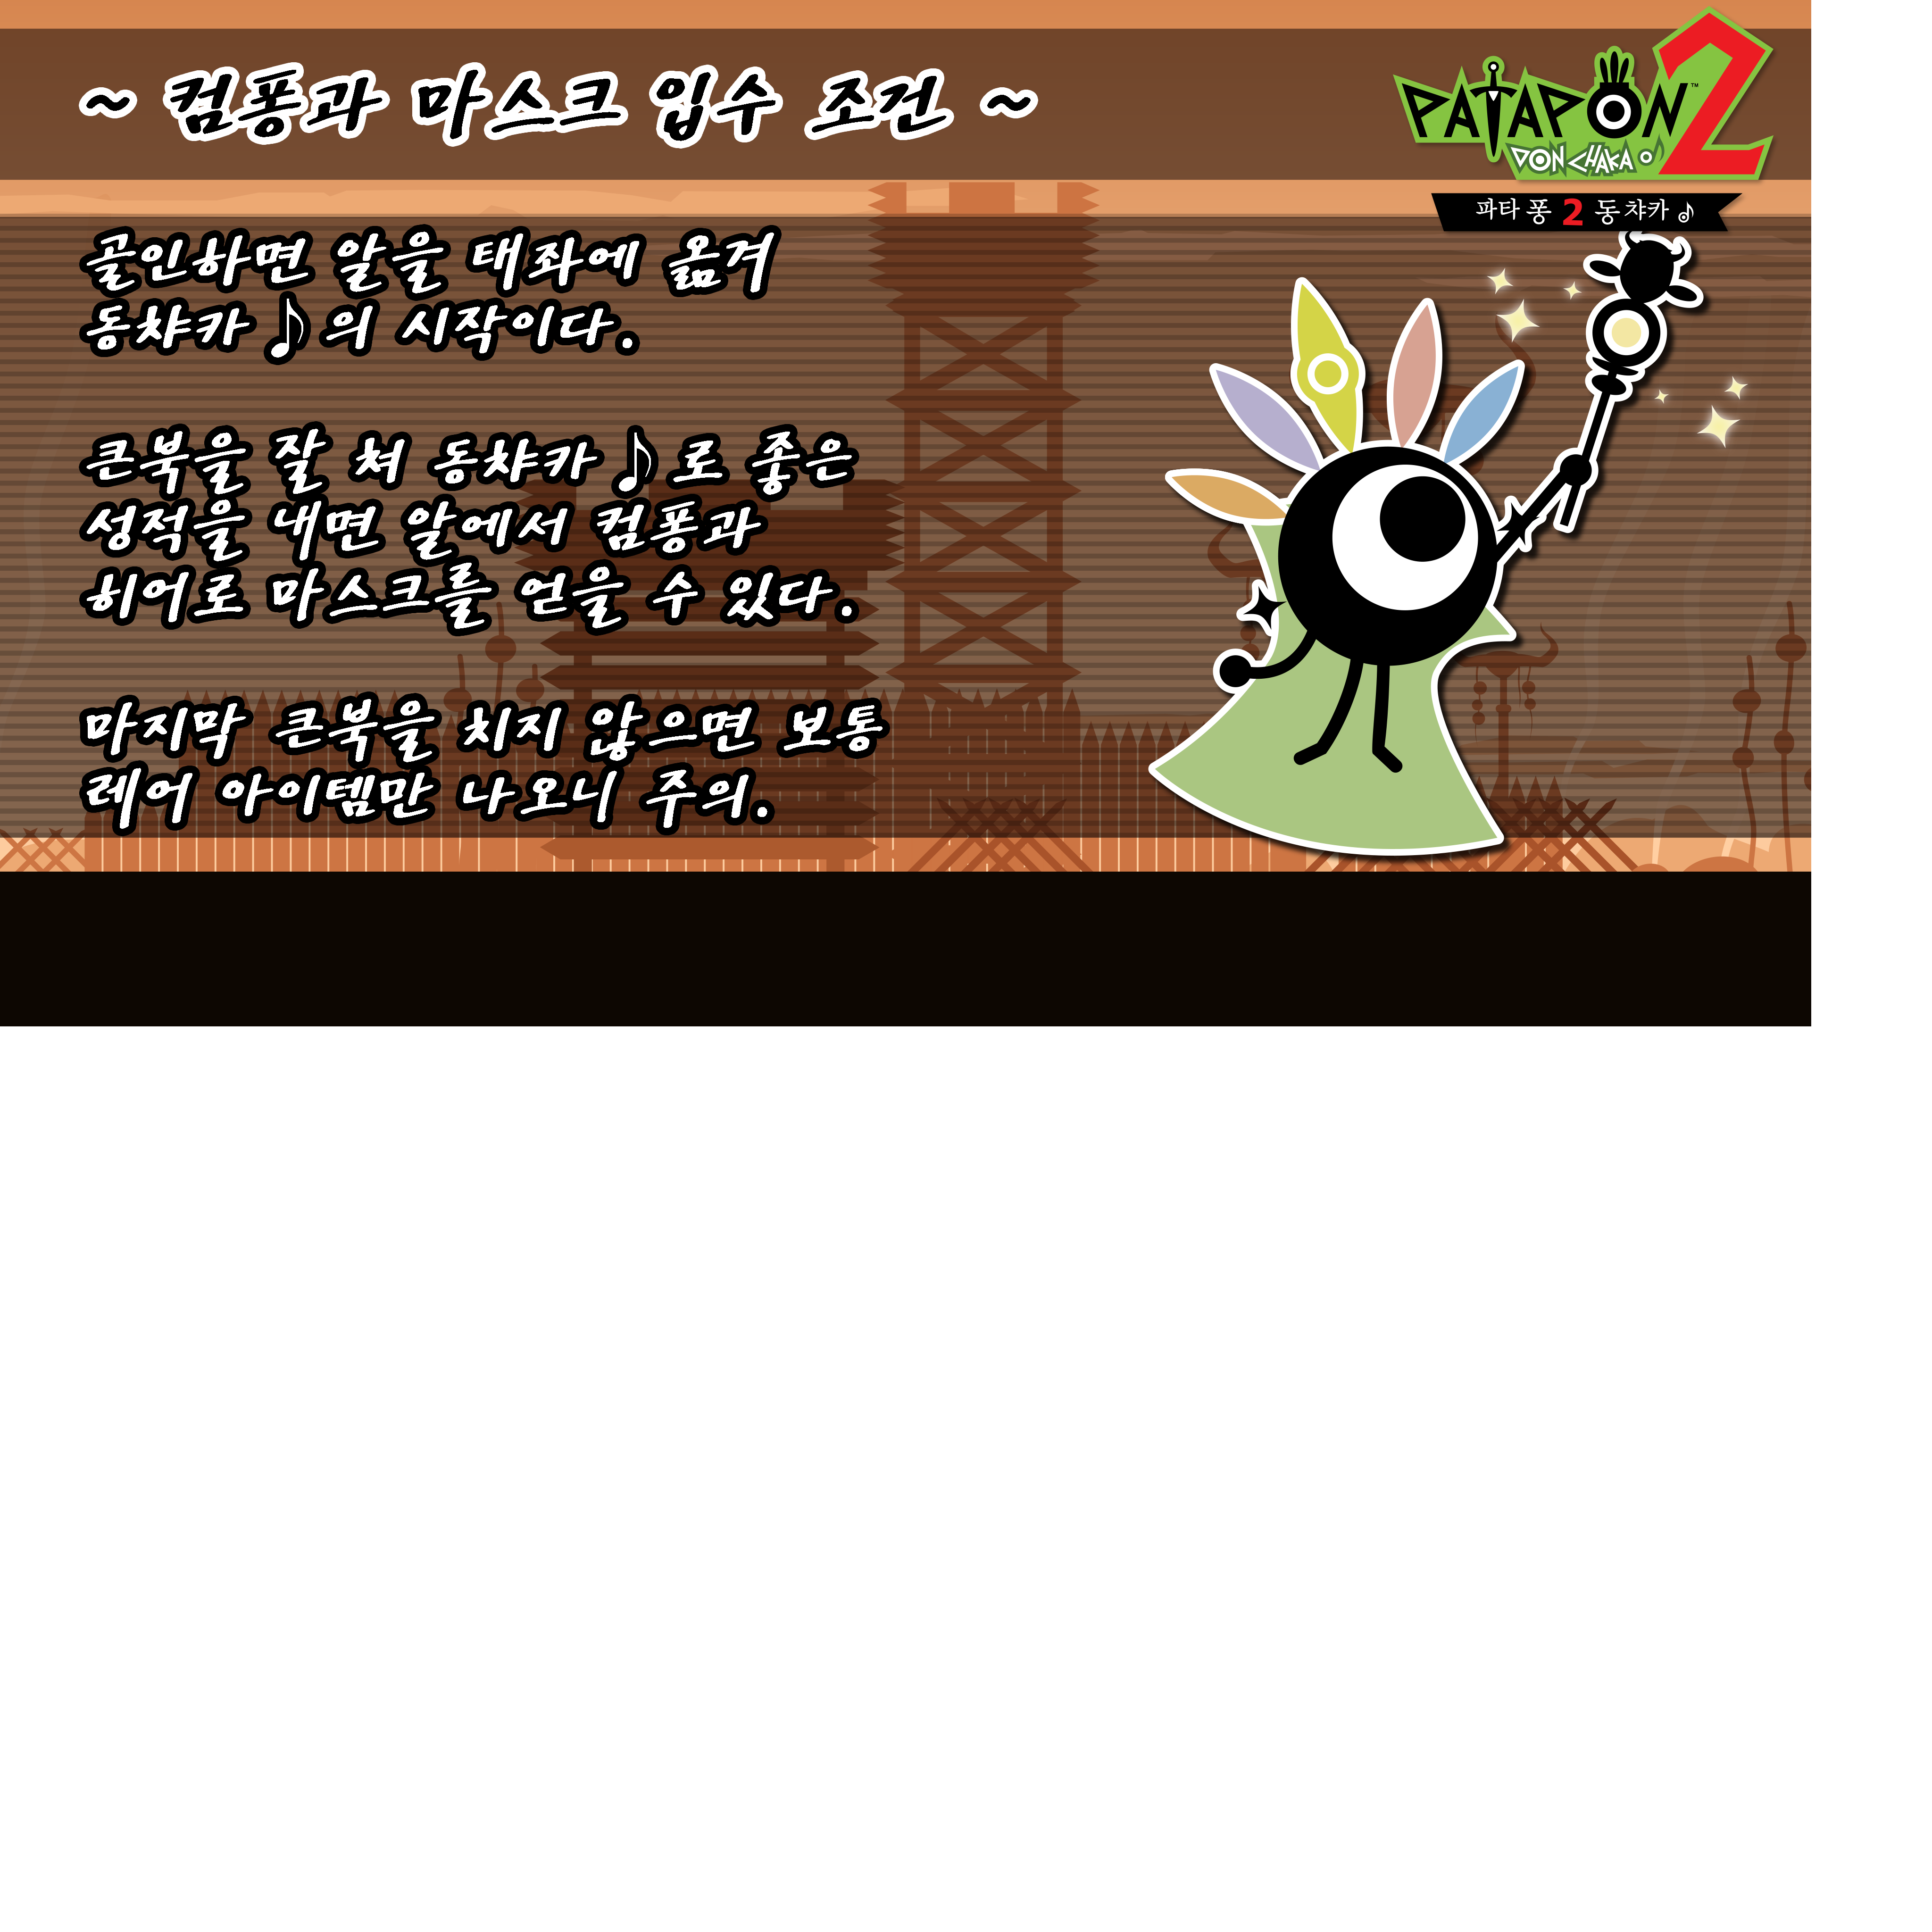 ~ 컴퐁과 마스크 입수 조건 ~
PATAPON 2™
DON CHAKA ♪
파타퐁 2 동챠카 ♪
골인하면 알을 태좌에 옮겨
동챠카♪의 시작이다.
큰북을 잘 쳐 동챠카♪로 좋은
성적을 내면 알에서 컴퐁과
히어로 마스크를 얻을 수 있다.
마지막 큰북을 치지 않으면 보통
레어 아이템만 나오니 주의.